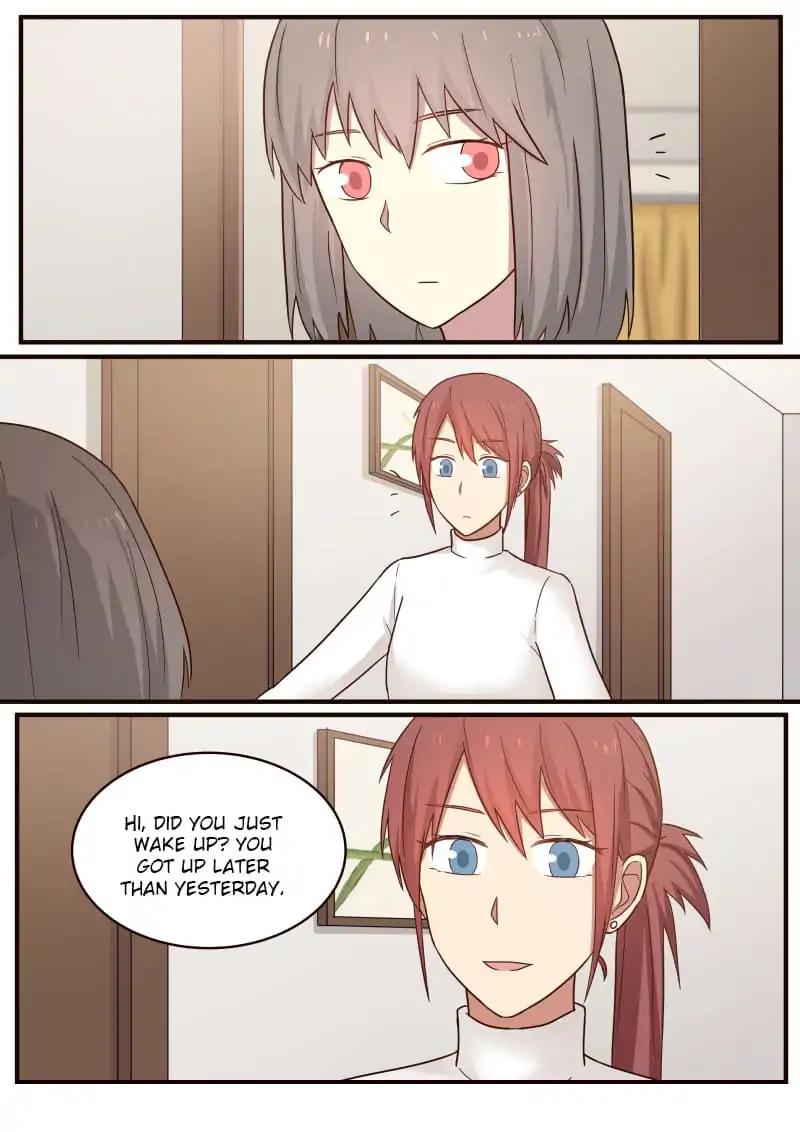 HI, DID YOU JUST
WAKE UP? YOU
GOT UP LATER
THAN YESTERDAY.